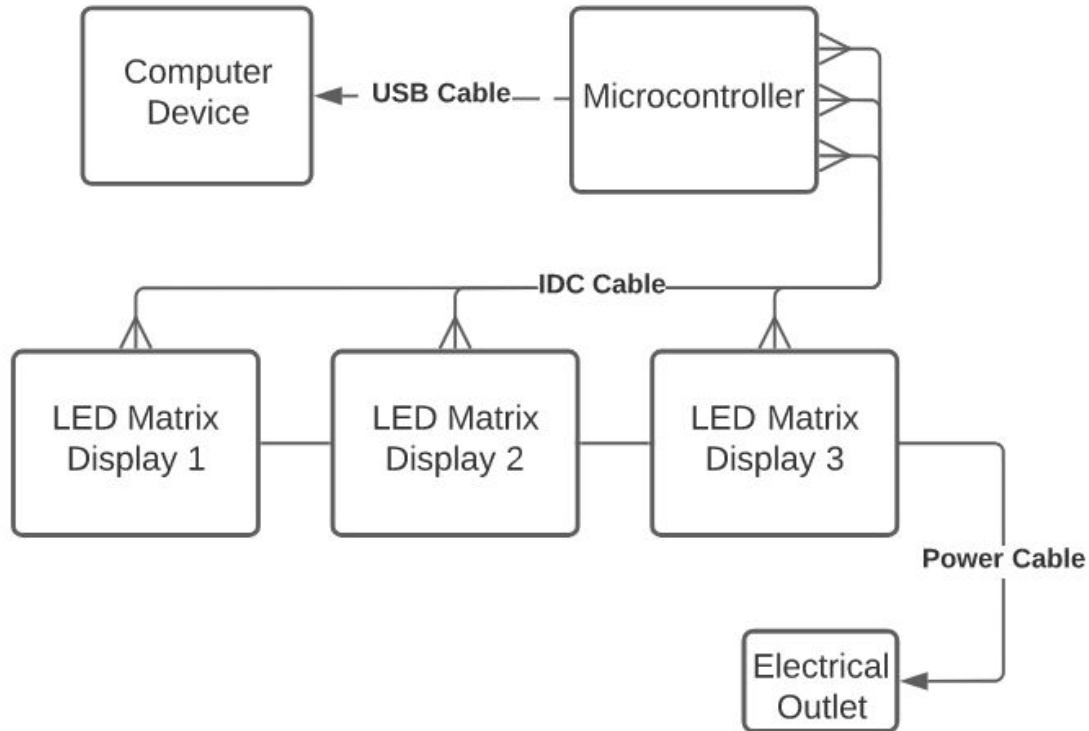 Computer
Device
USB Cable
Microcontroller
IDC Cable
LED Matrix
Display 1
LED Matrix
Display 2
LED Matrix
Display 3
Power Cable
Electrical
Outlet